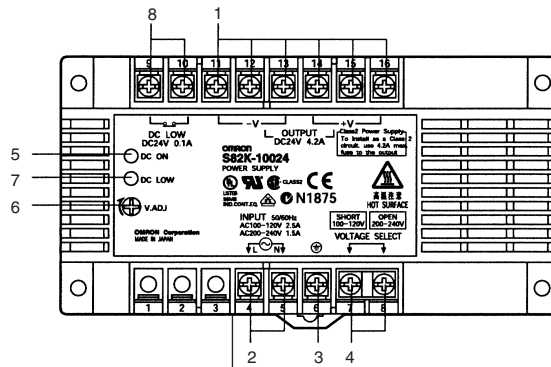 8 1
9 10 11 12 13 14 15 16
-V +V
DC LOW
DC24V 0.1A
OUTPUT
DC24V 4.2A
Class2 Power Supply
To install as a Class 2
circuit, use 4.2A max
fuse to the output
5 DC ON
7 DC LOW
6 V.ADJ
OMRON
S82K-10024
POWER SUPPLY
LISTED
IND.CONT.EQ.
CLASS2
N1875
高温注意
HOT SURFACE
INPUT 50/60Hz
AC100-120V 2.5A
AC200-240V 1.5A
SHORT
100-120V
OPEN
200-240V
VOLTAGE SELECT
OMRON Corporation
MADE IN JAPAN
L N
1 2 3 4 5 6 7 8
2 3 4